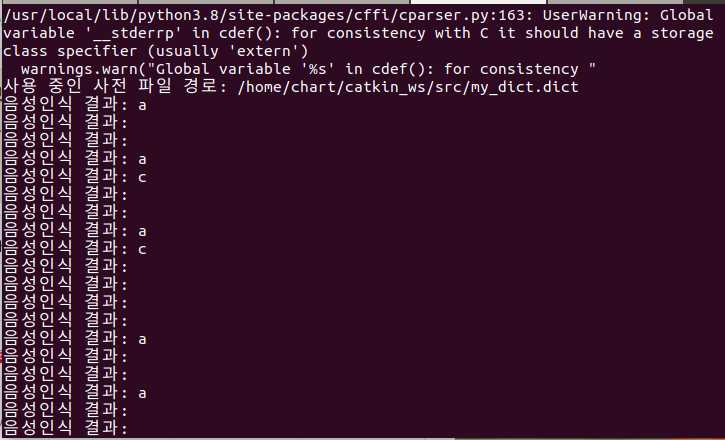 /usr/local/lib/python3.8/site-packages/cffi/cparser.py:163: UserWarning: Global
variable '__stderrp' in cdef(): for consistency with C it should have a storage
class specifier (usually 'extern')
  warnings.warn("Global variable '%s' in cdef(): for consistency "
사용 중인 사전 파일 경로: /home/chart/catkin_ws/src/my_dict.dict
음성인식 결과: a
음성인식 결과:
음성인식 결과:
음성인식 결과: a
음성인식 결과: c
음성인식 결과:
음성인식 결과:
음성인식 결과: a
음성인식 결과: c
음성인식 결과:
음성인식 결과:
음성인식 결과:
음성인식 결과:
음성인식 결과: a
음성인식 결과:
음성인식 결과:
음성인식 결과: a
음성인식 결과:
음성인식 결과: